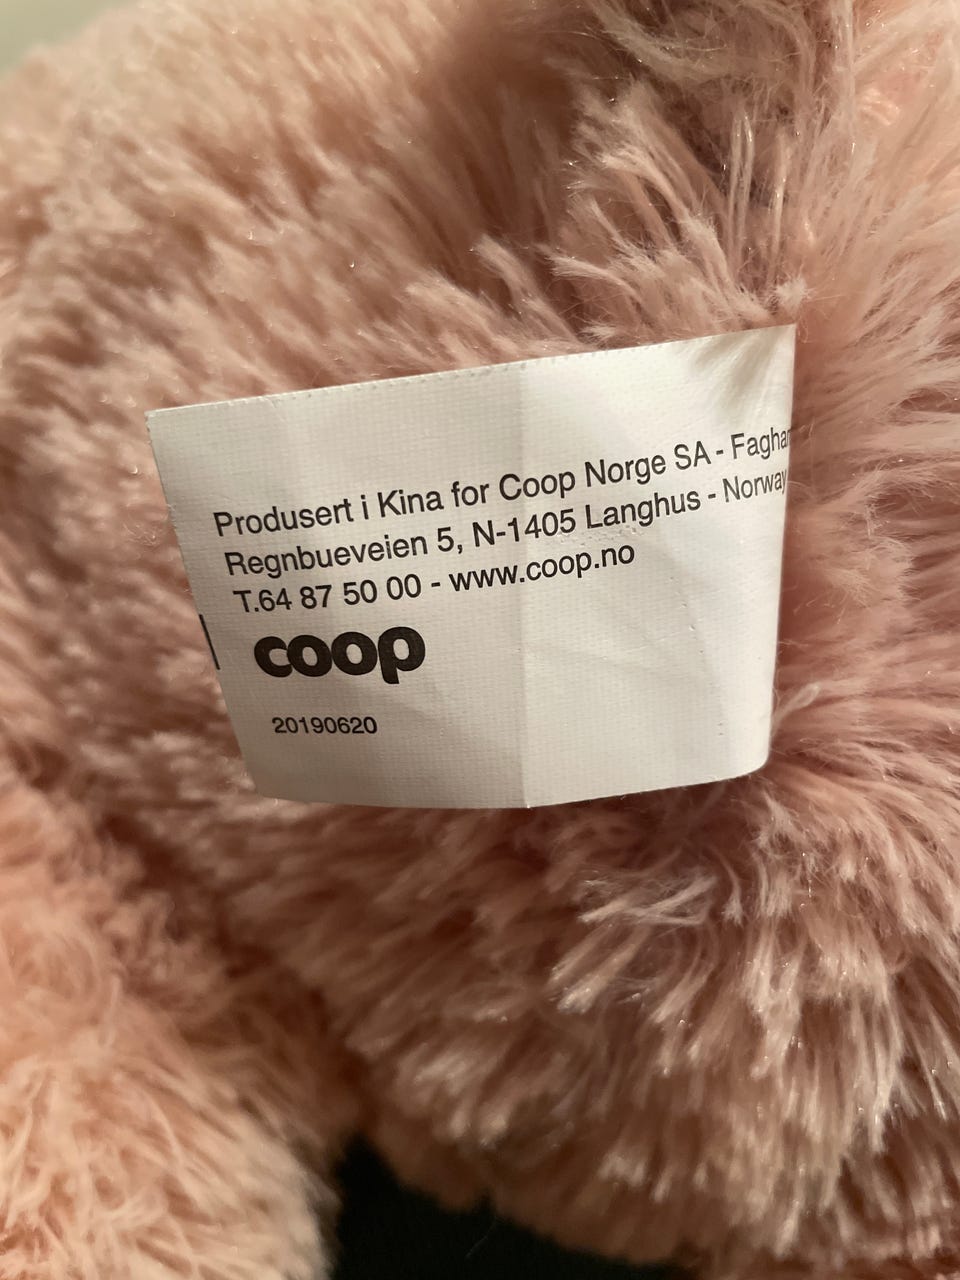 Produsert i Kina for Coop Norge SA - 
Regnbueveien 5, N-1405 Langhus - Norway
T.64 87 50 00 - www.coop.no
coop
20190620